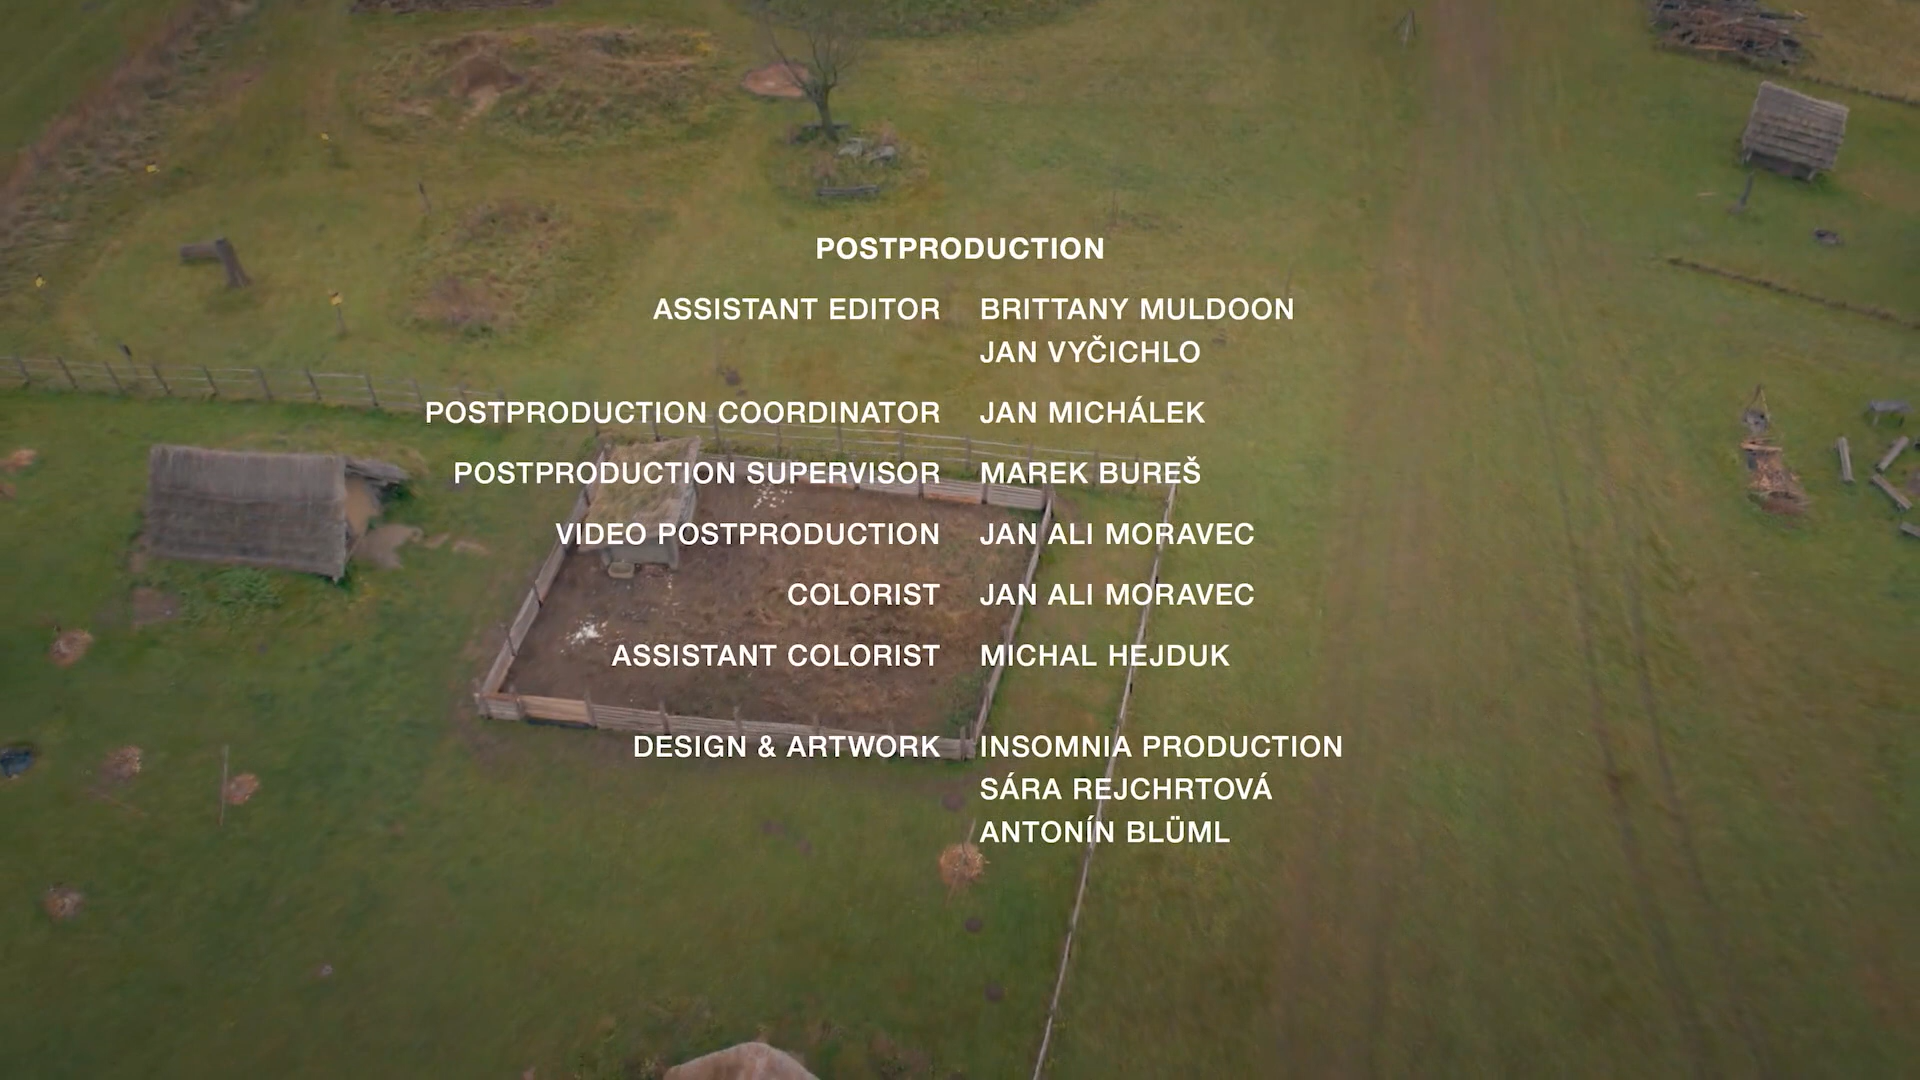 POSTPRODUCTION
ASSISTANT EDITOR BRITTANY MULDOON
JAN VYČICHLO
POSTPRODUCTION COORDINATOR JAN MICHÁLEK
POSTPRODUCTION SUPERVISOR MAREK BUREŠ
VIDEO POSTPRODUCTION JAN ALI MORAVEC
COLORIST JAN ALI MORAVEC
ASSISTANT COLORIST MICHAL HEJDUK
DESIGN & ARTWORK INSOMNIA PRODUCTION
SÁRA REJCHRTOVÁ
ANTONÍN BLÜML